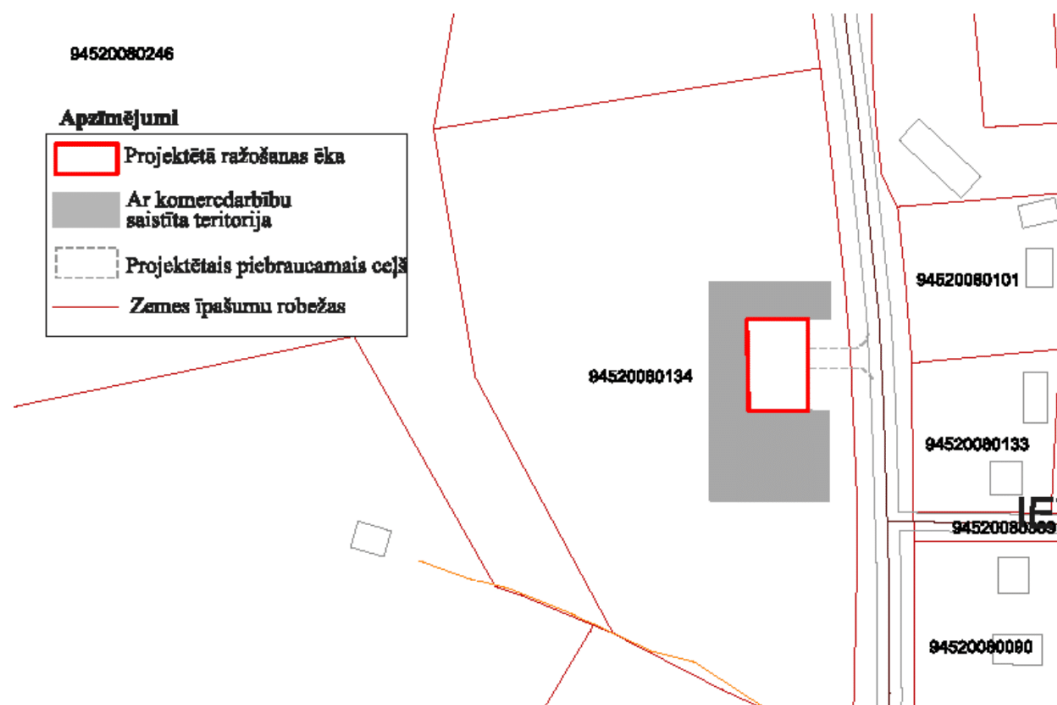 94520080246
Apzīmējumi
Projektētā ražošanas ēka
Ar komercdarbību
saistīta teritorija
Projektētais piebraucamais ceļš
Zemes īpašumu robežas
94520080101
94520080134
94520080133
94520080090